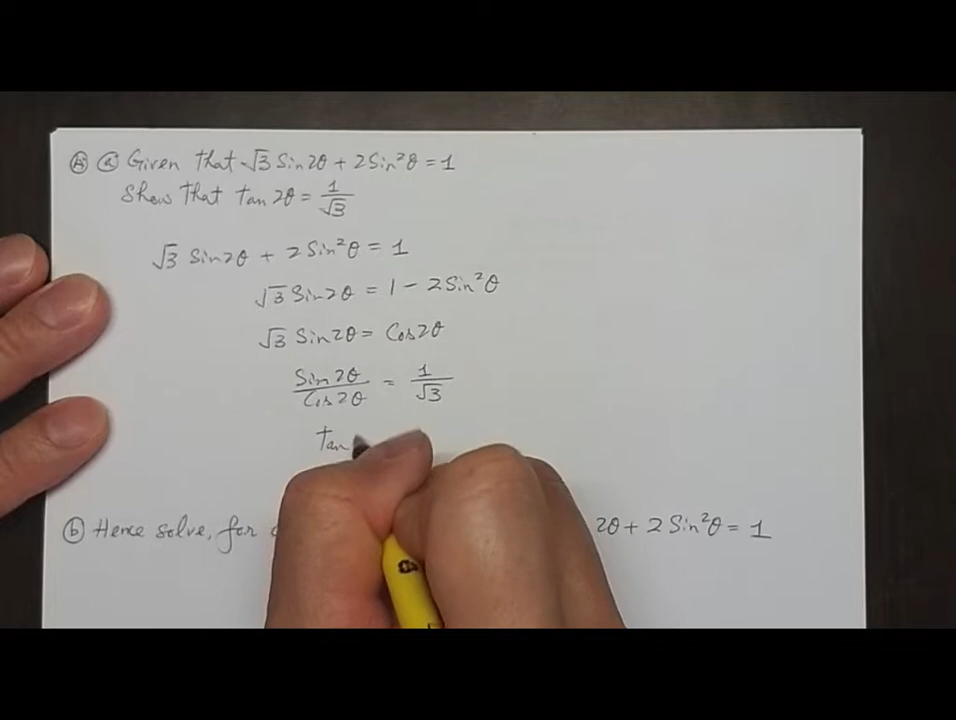 Ⓑ ⓐ Given that √3 Sin2θ + 2Sin²θ = 1
Show that tan 2θ = 1/√3
√3 Sin2θ + 2Sin²θ = 1
√3 Sin2θ = 1 - 2Sin²θ
√3 Sin2θ = Cos2θ
Sin2θ/Cos2θ = 1/√3
tan
ⓑ Hence solve, for 2θ + 2Sin²θ = 1